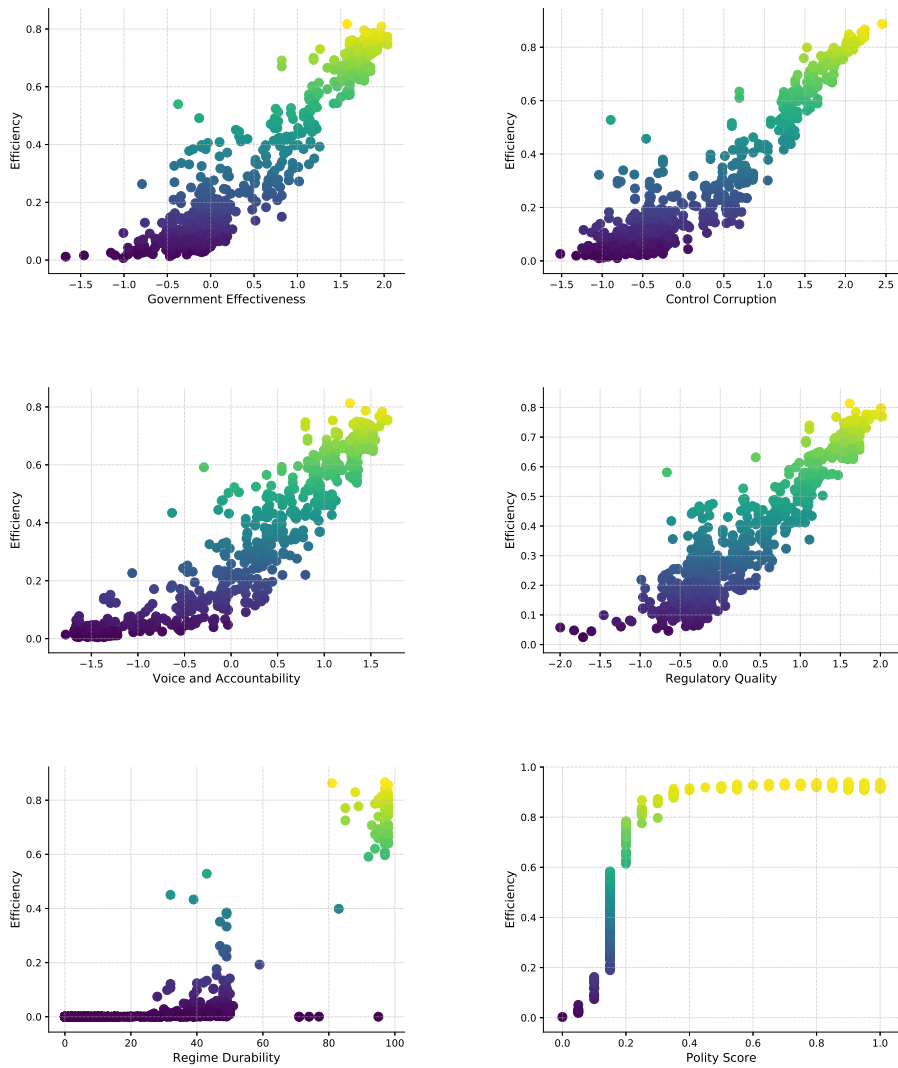 0.8
0.6
0.4
0.2
0.0
Efficiency
−1.5 −1.0 −0.5 0.0 0.5 1.0 1.5 2.0
Government Effectiveness
0.8
0.6
0.4
0.2
0.0
Efficiency
−1.5 −1.0 −0.5 0.0 0.5 1.0 1.5 2.0 2.5
Control Corruption
0.8
0.6
0.4
0.2
0.0
Efficiency
−1.5 −1.0 −0.5 0.0 0.5 1.0 1.5
Voice and Accountability
0.8
0.7
0.6
0.5
0.4
0.3
0.2
0.1
0.0
Efficiency
−2.0 −1.5 −1.0 −0.5 0.0 0.5 1.0 1.5 2.0
Regulatory Quality
0.8
0.6
0.4
0.2
0.0
Efficiency
0 20 40 60 80 100
Regime Durability
1.0
0.8
0.6
0.4
0.2
0.0
Efficiency
0.0 0.2 0.4 0.6 0.8 1.0
Polity Score